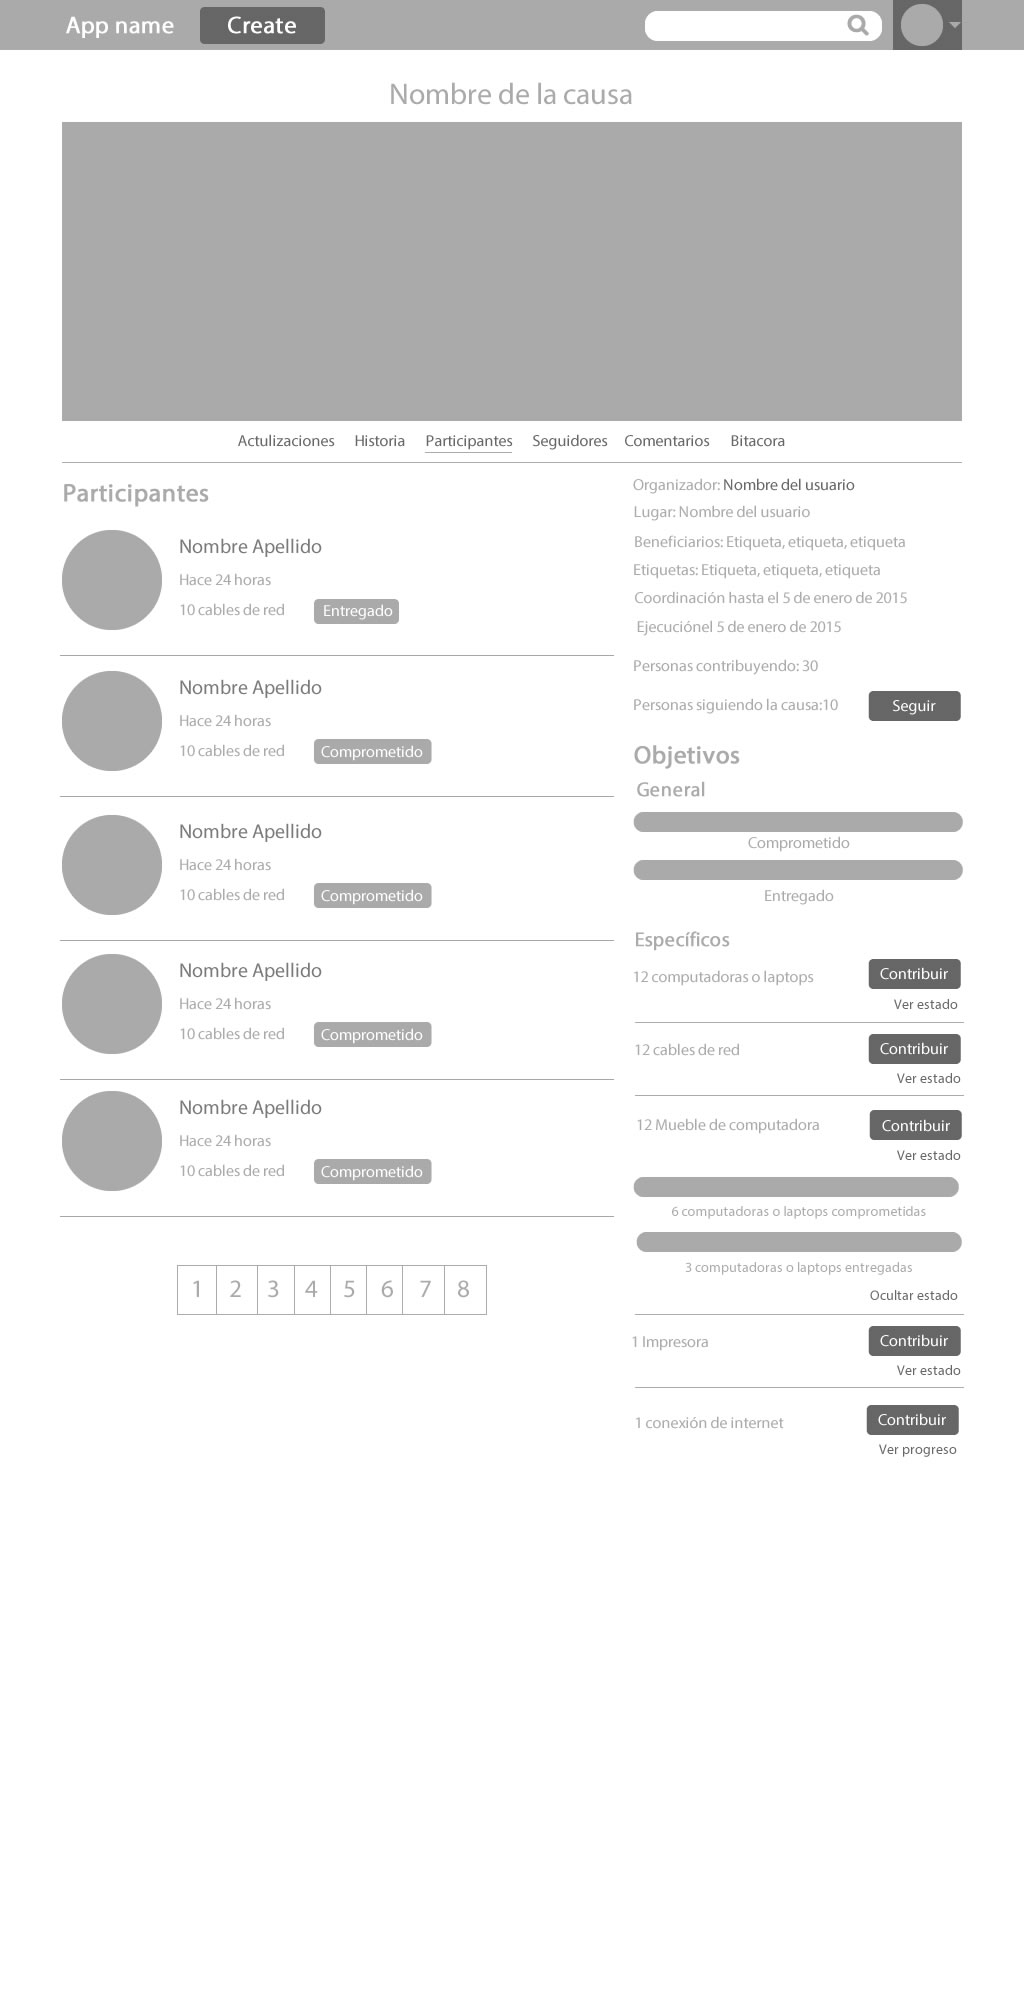 App name
Create
Nombre de la causa
Actulizaciones
Historia
Participantes
Seguidores
Comentarios
Bitacora
Participantes
Nombre Apellido
Hace 24 horas
10 cables de red
Entregado
Nombre Apellido
Hace 24 horas
10 cables de red
Comprometido
Nombre Apellido
Hace 24 horas
10 cables de red
Comprometido
Nombre Apellido
Hace 24 horas
10 cables de red
Comprometido
Nombre Apellido
Hace 24 horas
10 cables de red
Comprometido
1 2 3 4 5 6 7 8
Organizador: Nombre del usuario
Lugar: Nombre del usuario
Beneficiarios: Etiqueta, etiqueta, etiqueta
Etiquetas: Etiqueta, etiqueta, etiqueta
Coordinación hasta el 5 de enero de 2015
Ejecuciónel 5 de enero de 2015
Personas contribuyendo: 30
Personas siguiendo la causa:10
Seguir
Objetivos
General
Comprometido
Entregado
Específicos
12 computadoras o laptops
Contribuir
Ver estado
12 cables de red
Contribuir
Ver estado
12 Mueble de computadora
Contribuir
Ver estado
6 computadoras o laptops comprometidas
3 computadoras o laptops entregadas
Ocultar estado
1 Impresora
Contribuir
Ver estado
1 conexión de internet
Contribuir
Ver progreso